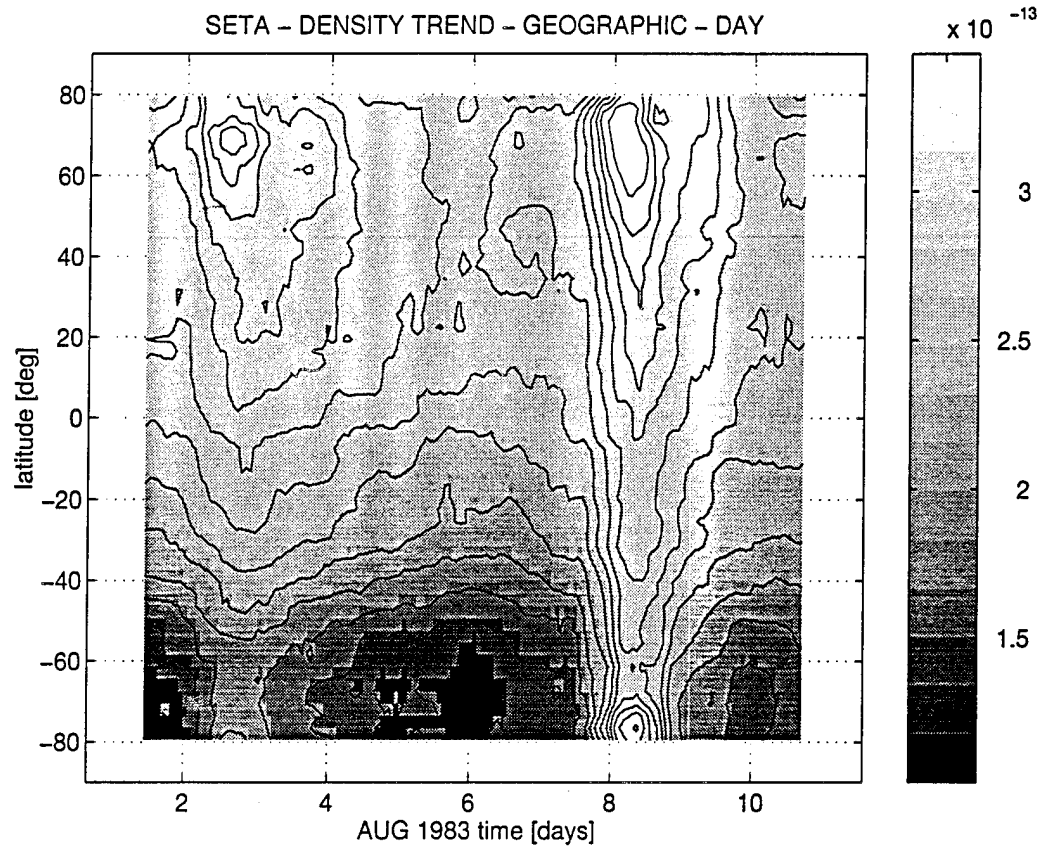 SETA – DENSITY TREND – GEOGRAPHIC – DAY
x 10 -13
80
60
40
20
0
-20
-40
-60
-80
latitude [deg]
3
2.5
2
1.5
2 4 6 8 10
AUG 1983 time [days]